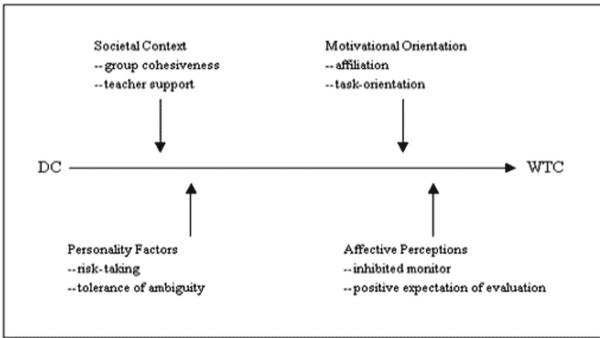 Societal Context
--group cohesiveness
--teacher support
Motivational Orientation
--affiliation
--task-orientation
DC
WTC
Personality Factors
--risk-taking
--tolerance of ambiguity
Affective Perceptions
--inhibited monitor
--positive expectation of evaluation